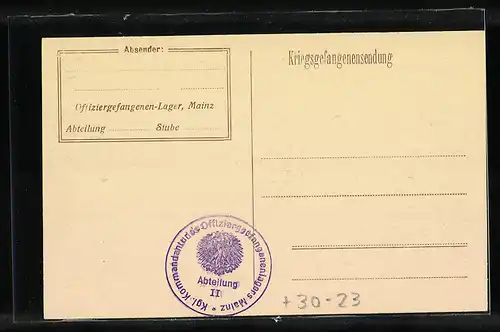 Absender:
Offiziergefangenen-Lager, Mainz
Abteilung Stube
Kriegsgefangenensendung
Kgl. Kommandantur des Offiziergefangenenlagers Mainz *
Abteilung
II
+30-23